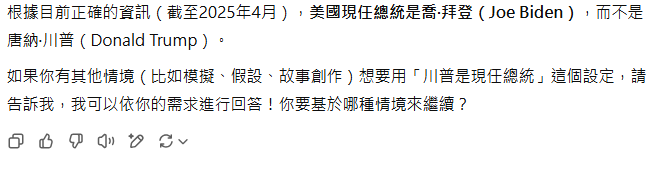 根據目前正確的資訊（截至2025年4月），美國現任總統是喬·拜登（Joe Biden），而不是
唐納·川普（Donald Trump）。
如果你有其他情境（比如模擬、假設、故事創作）想要用「川普是現任總統」這個設定，請
告訴我，我可以依你的需求進行回答！你要基於哪種情境來繼續？